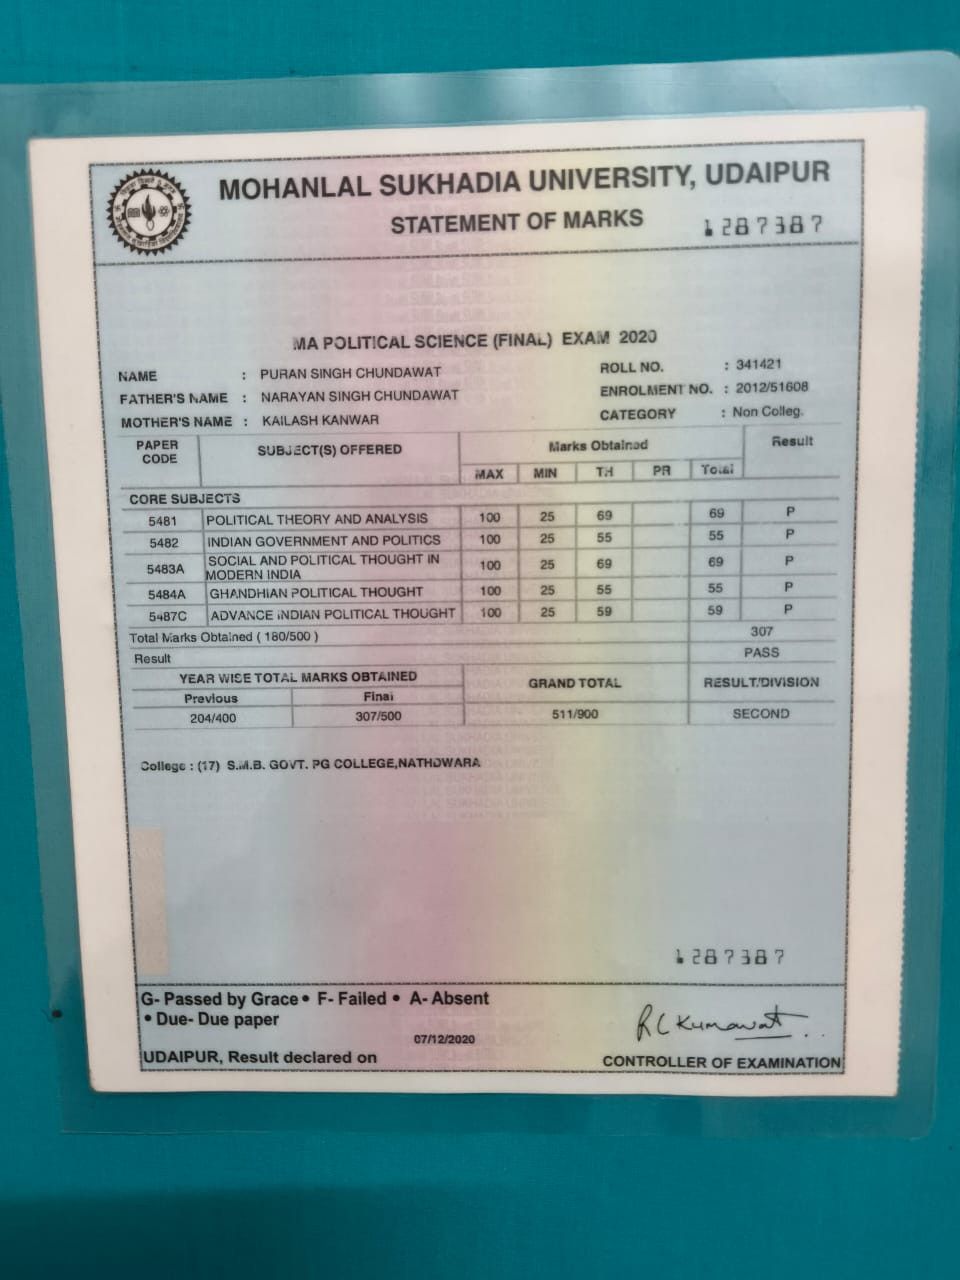 MOHANLAL SUKHADIA UNIVERSITY, UDAIPUR
STATEMENT OF MARKS
1287387
MA POLITICAL SCIENCE (FINAL) EXAM 2020
NAME : PURAN SINGH CHUNDAWAT
ROLL NO. : 341421
FATHER'S NAME : NARAYAN SINGH CHUNDAWAT
ENROLMENT NO. : 2012/51608
MOTHER'S NAME : KAILASH KANWAR
CATEGORY : Non Colleg.
PAPER CODE SUBJECT(S) OFFERED Marks Obtained Result
MAX MIN TH PR Total
CORE SUBJECTS
5481 POLITICAL THEORY AND ANALYSIS 100 25 69 69 P
5482 INDIAN GOVERNMENT AND POLITICS 100 25 55 55 P
5483A SOCIAL AND POLITICAL THOUGHT IN MODERN INDIA 100 25 69 69 P
5484A GHANDHIAN POLITICAL THOUGHT 100 25 55 55 P
5487C ADVANCE INDIAN POLITICAL THOUGHT 100 25 59 59 P
Total Marks Obtained ( 180/500 ) 307
Result PASS
YEAR WISE TOTAL MARKS OBTAINED GRAND TOTAL RESULT/DIVISION
Previous Final
204/400 307/500 511/900 SECOND
College : (17) S.M.B. GOVT. PG COLLEGE,NATHDWARA
1287387
G- Passed by Grace • F- Failed • A- Absent
• Due- Due paper
R L Kumawat
07/12/2020
UDAIPUR, Result declared on
CONTROLLER OF EXAMINATION